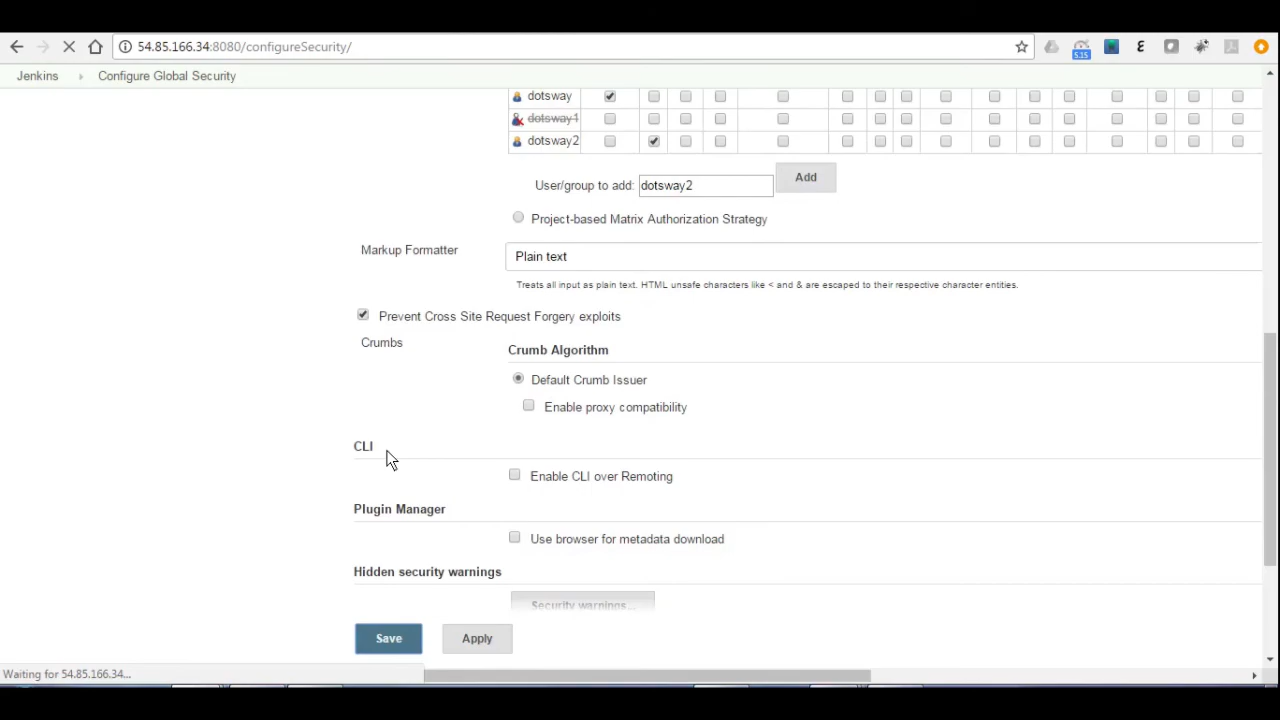 54.85.166.34:8080/configureSecurity/
5.15
Jenkins Configure Global Security
dotsway
dotsway1
dotsway2
User/group to add: dotsway2 Add
Project-based Matrix Authorization Strategy
Markup Formatter Plain text
Treats all input as plain text. HTML unsafe characters like < and & are escaped to their respective character entities.
Prevent Cross Site Request Forgery exploits
Crumbs Crumb Algorithm
Default Crumb Issuer
Enable proxy compatibility
CLI
Enable CLI over Remoting
Plugin Manager
Use browser for metadata download
Hidden security warnings
Security warnings...
Save Apply
Waiting for 54.85.166.34...